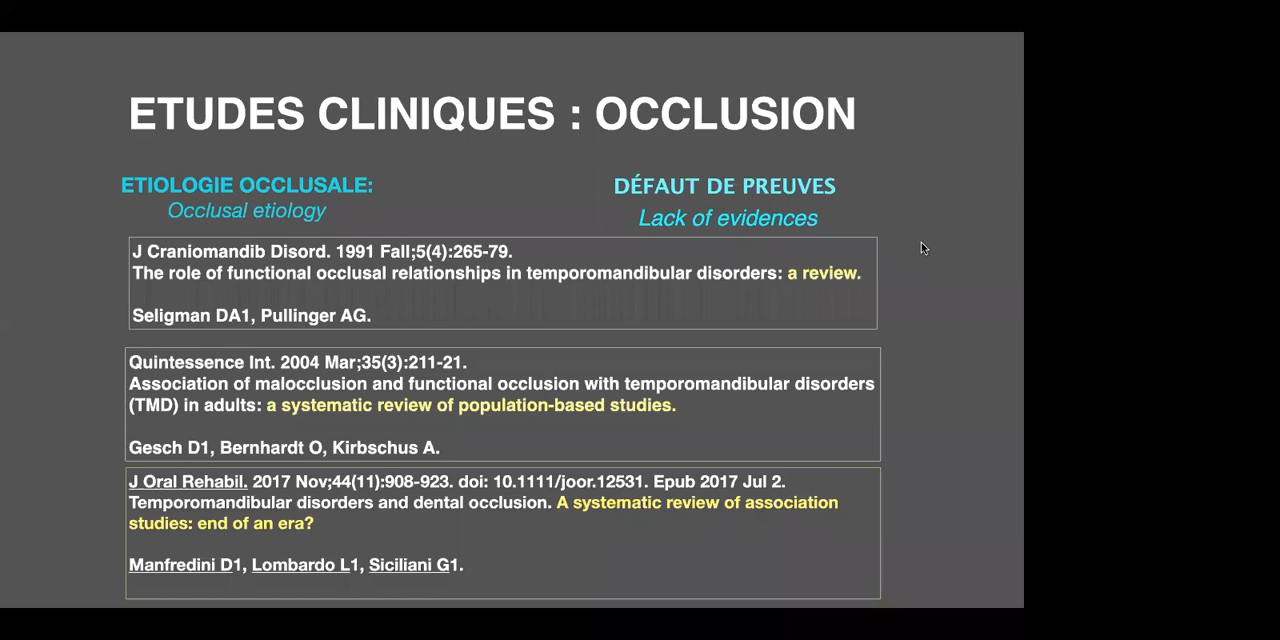 ETUDES CLINIQUES : OCCLUSION
ETIOLOGIE OCCLUSALE:
Occlusal etiology
DÉFAUT DE PREUVES
Lack of evidences
J Craniomandib Disord. 1991 Fall;5(4):265-79.
The role of functional occlusal relationships in temporomandibular disorders: a review.
Seligman DA1, Pullinger AG.
Quintessence Int. 2004 Mar;35(3):211-21.
Association of malocclusion and functional occlusion with temporomandibular disorders
(TMD) in adults: a systematic review of population-based studies.
Gesch D1, Bernhardt O, Kirbschus A.
J Oral Rehabil. 2017 Nov;44(11):908-923. doi: 10.1111/joor.12531. Epub 2017 Jul 2.
Temporomandibular disorders and dental occlusion. A systematic review of association
studies: end of an era?
Manfredini D1, Lombardo L1, Siciliani G1.